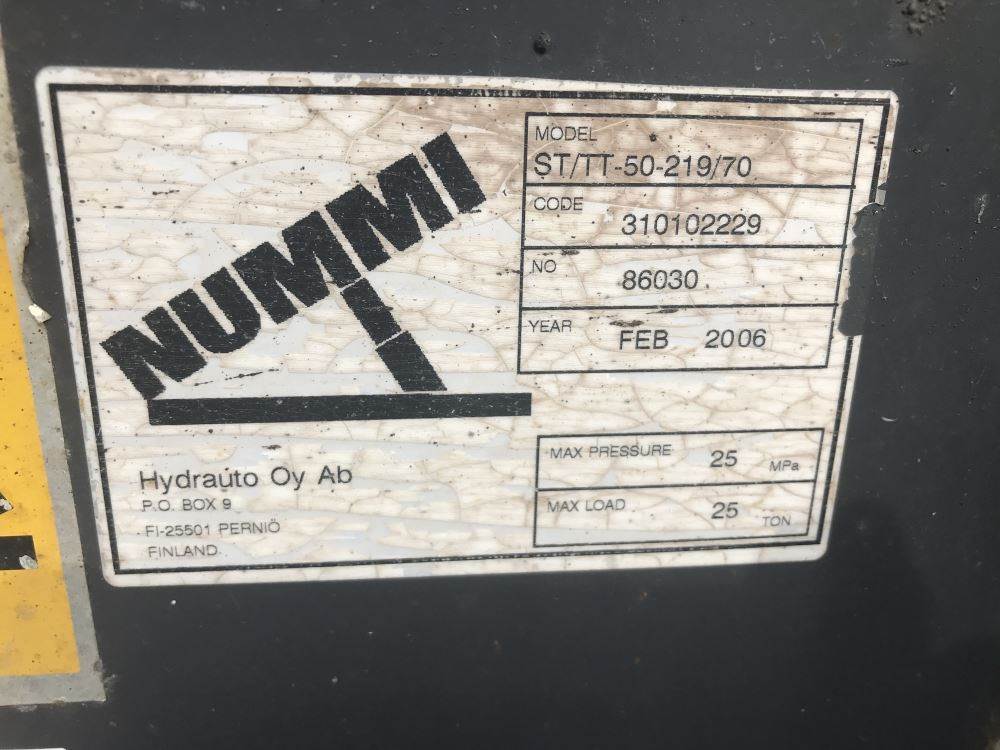 NUMMI
MODEL
ST/TT-50-219/70
CODE 310102229
NO 86030
YEAR FEB 2006
Hydrauto Oy Ab
P.O. BOX 9
FI-25501 PERNIÖ
FINLAND
MAX PRESSURE 25 MPa
MAX LOAD 25 TON